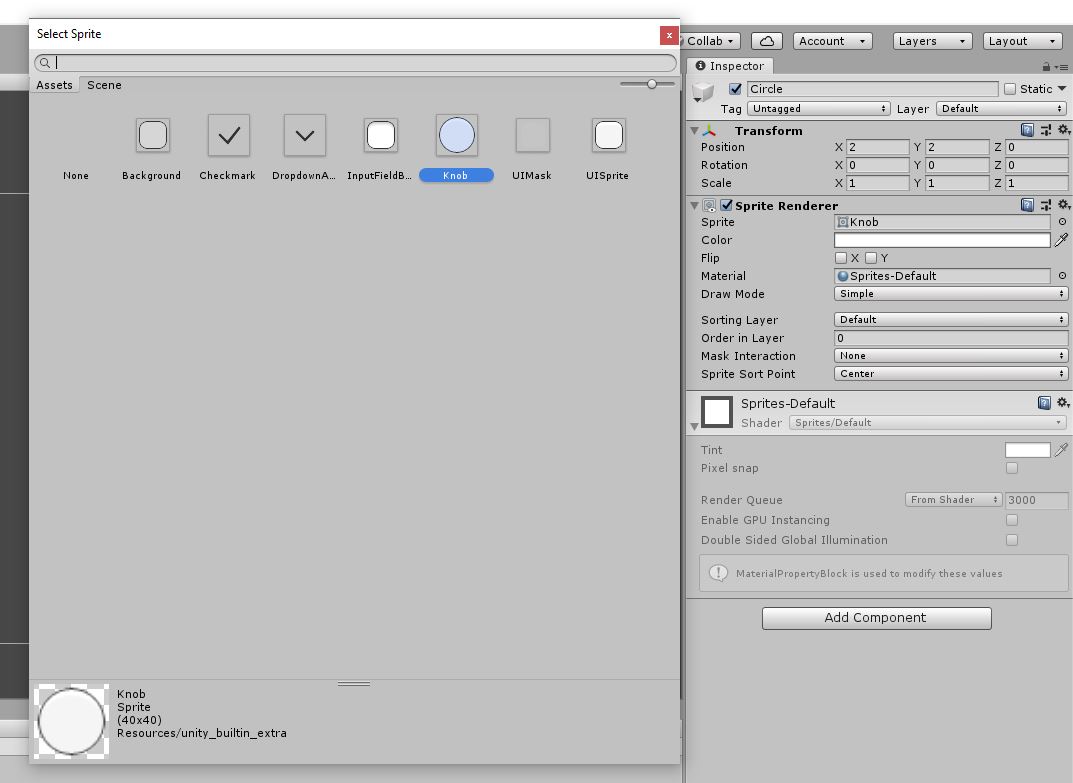 Select Sprite
x
Collab
Account
Layers
Layout
Assets
Scene
None
Background
Checkmark
DropdownA...
InputFieldB...
Knob
UIMask
UISprite
Knob
Sprite
(40x40)
Resources/unity_builtin_extra
Inspector
Circle
Static
Tag Untagged
Layer Default
Transform
Position X 2 Y 2 Z 0
Rotation X 0 Y 0 Z 0
Scale X 1 Y 1 Z 1
Sprite Renderer
Sprite Knob
Color
Flip X Y
Material Sprites-Default
Draw Mode Simple
Sorting Layer Default
Order in Layer 0
Mask Interaction None
Sprite Sort Point Center
Sprites-Default
Shader Sprites/Default
Tint
Pixel snap
Render Queue From Shader 3000
Enable GPU Instancing
Double Sided Global Illumination
MaterialPropertyBlock is used to modify these values
Add Component